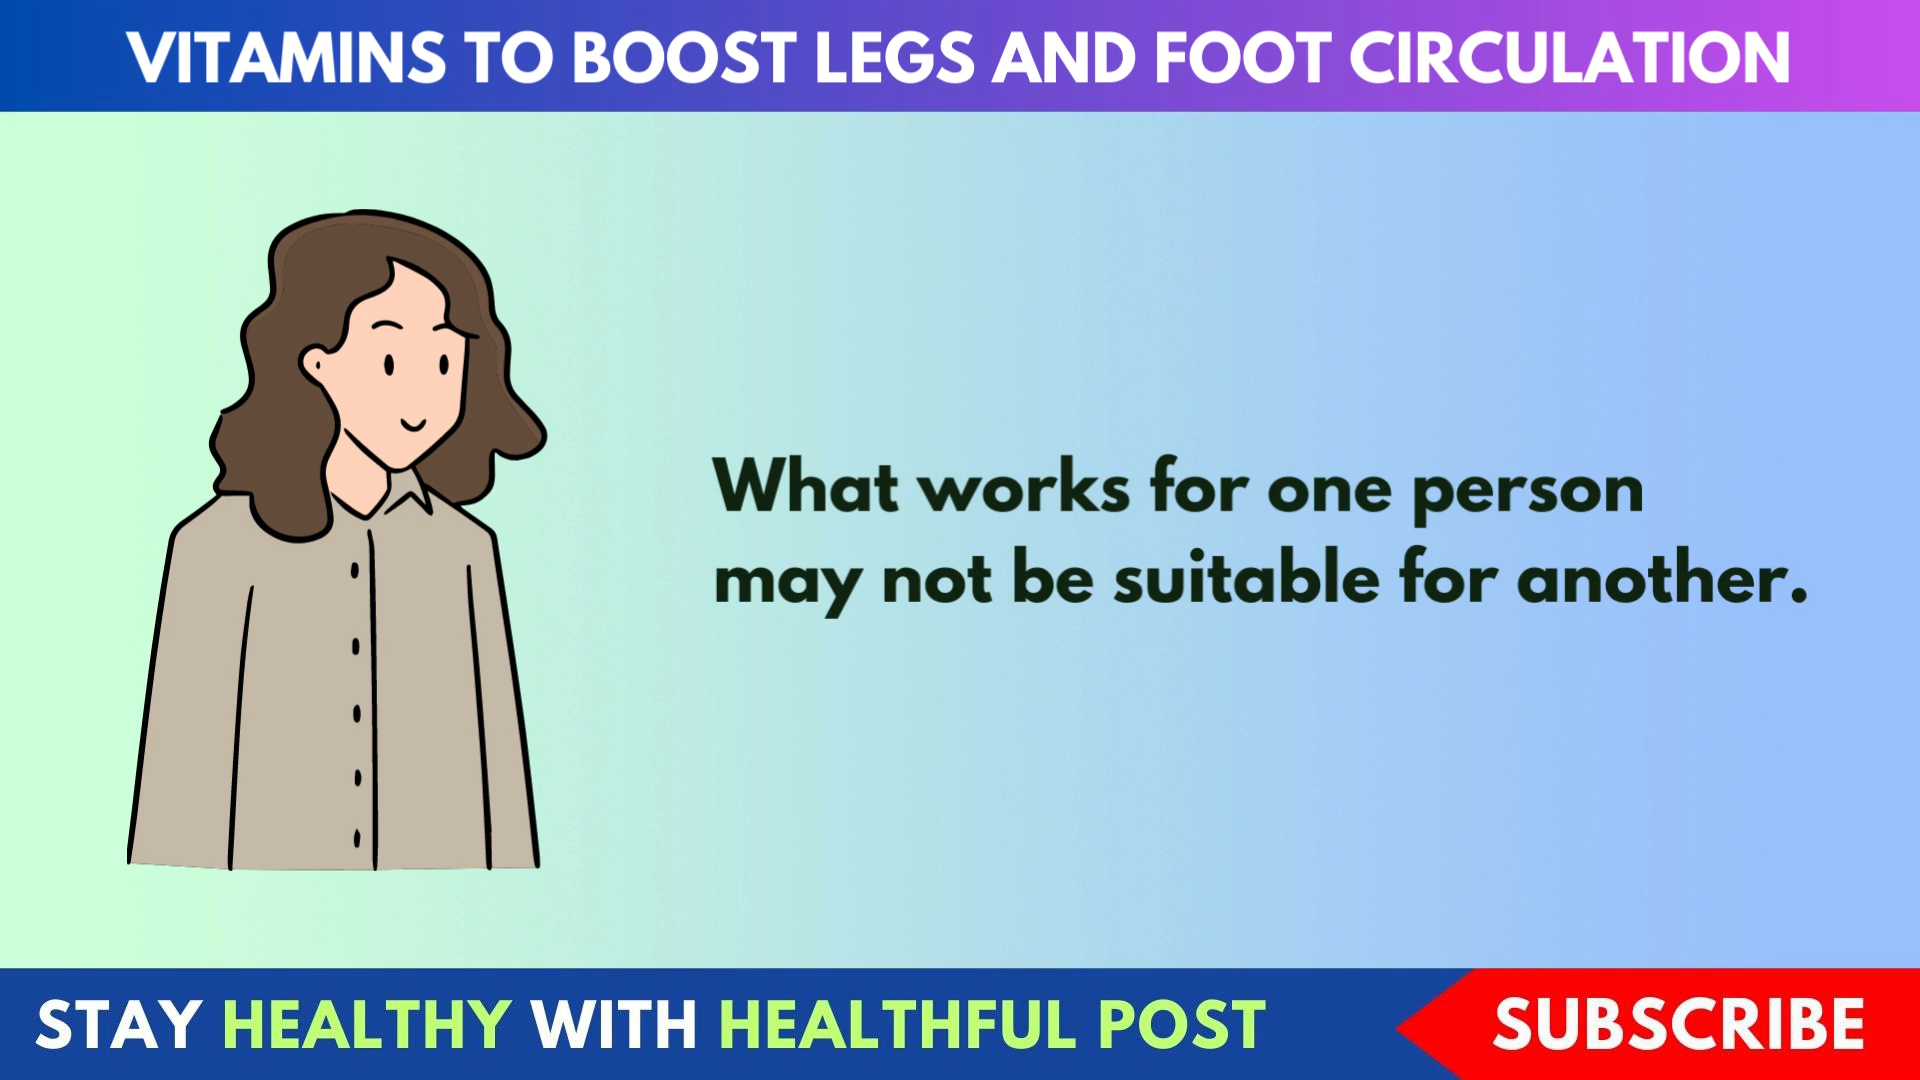 VITAMINS TO BOOST LEGS AND FOOT CIRCULATION
What works for one person
may not be suitable for another.
STAY HEALTHY WITH HEALTHFUL POST
SUBSCRIBE